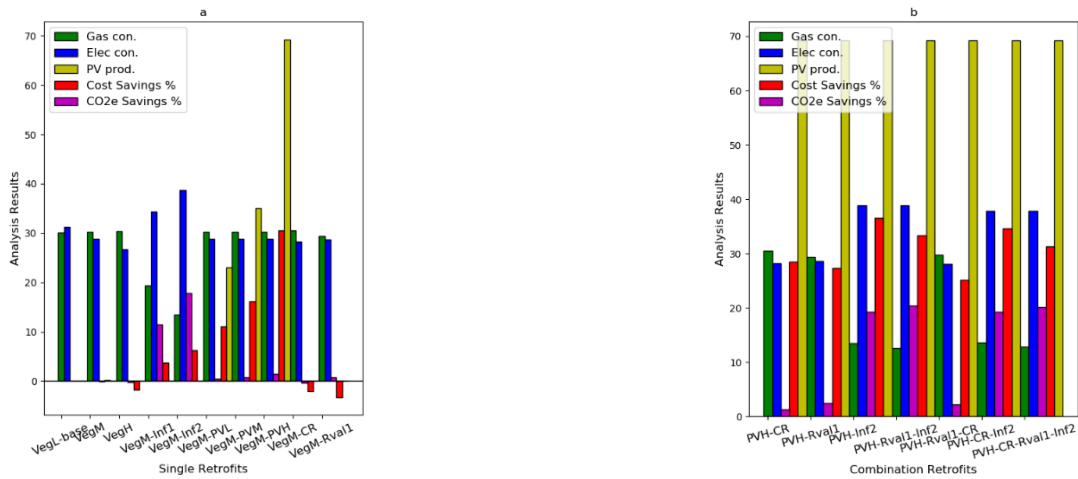 a
Analysis Results
70
60
50
40
30
20
10
0
Gas con.
Elec con.
PV prod.
Cost Savings %
CO2e Savings %
VegL-base
VegM
VegH
VegM-Inf1
VegM-Inf2
VegM-PVL
VegM-PVM
VegM-PVH
VegM-CR
VegM-Rval1
Single Retrofits
b
Analysis Results
70
60
50
40
30
20
10
0
Gas con.
Elec con.
PV prod.
Cost Savings %
CO2e Savings %
PVH-CR
PVH-Rval1
PVH-Inf2
PVH-Rval1-Inf2
PVH-Rval1-CR
PVH-CR-Inf2
PVH-CR-Rval1-Inf2
Combination Retrofits